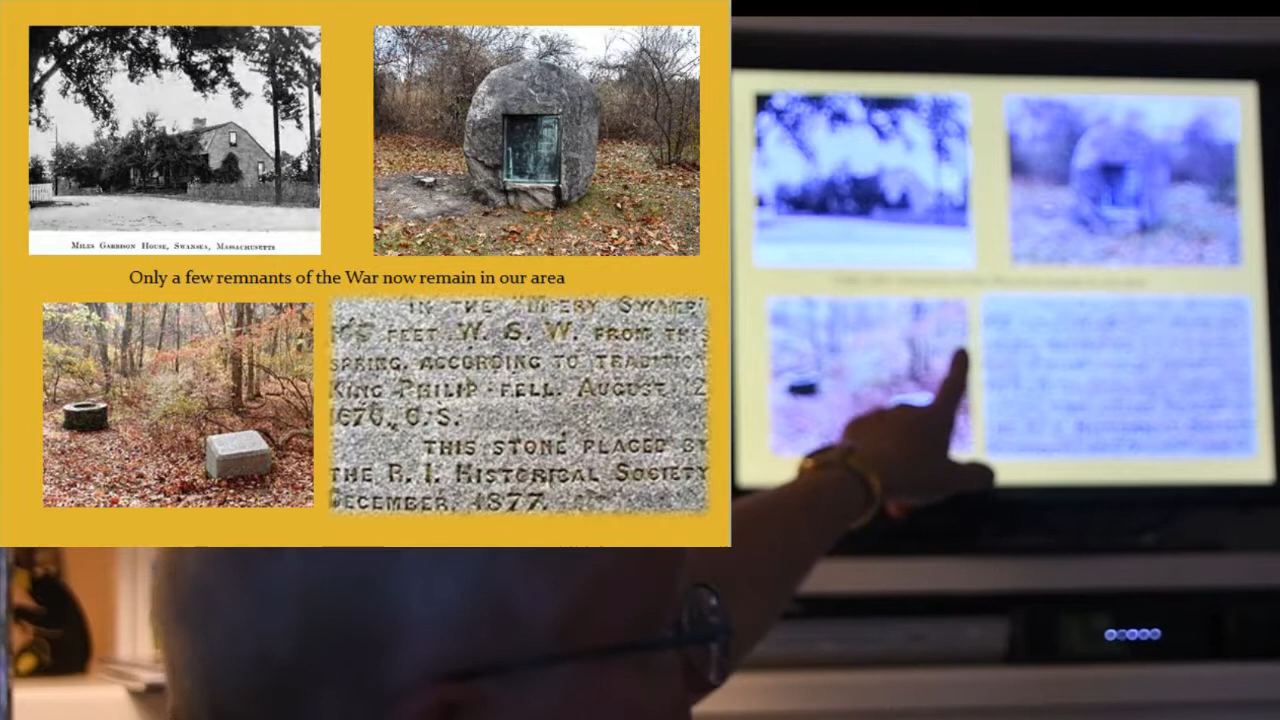 Miles Garrison House, Swansea, Massachusetts
Only a few remnants of the War now remain in our area
In the "Miery Swamp"
FEET W. S. W. FROM THIS
SPRING, ACCORDING TO TRADITION
King Philip fell. August 12
1676, O.S.
THIS STONE PLACED BY
THE R. I. Historical Society
December, 1877.